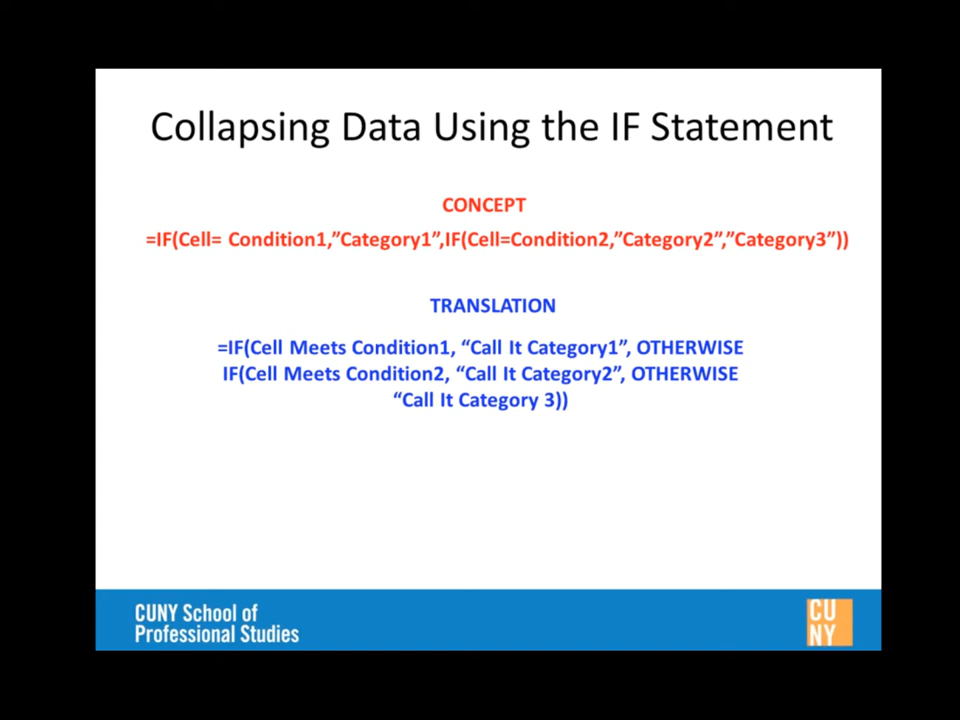 Collapsing Data Using the IF Statement
CONCEPT
=IF(Cell= Condition1,”Category1”,IF(Cell=Condition2,”Category2”,”Category3”))
TRANSLATION
=IF(Cell Meets Condition1, “Call It Category1”, OTHERWISE
IF(Cell Meets Condition2, “Call It Category2”, OTHERWISE
“Call It Category 3))
CUNY School of
Professional Studies
CU
NY